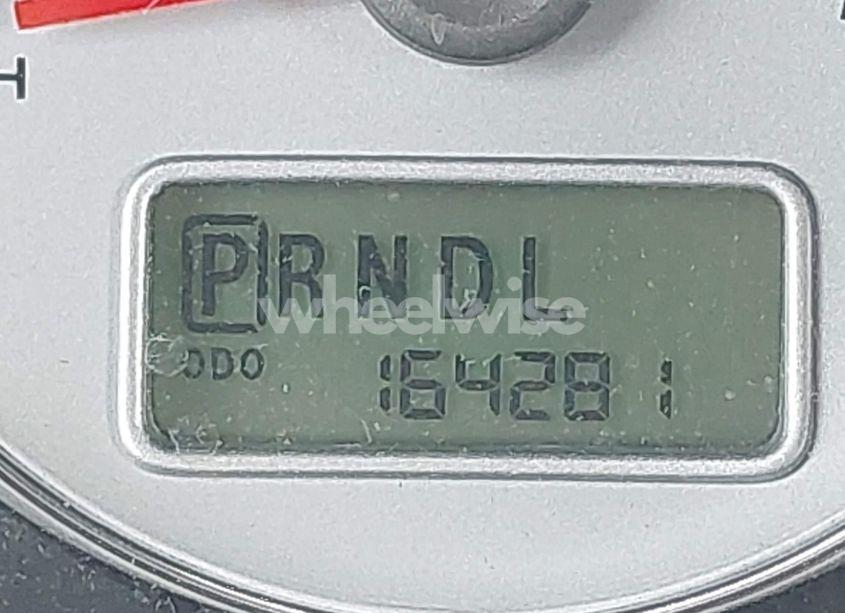 PRNDL
wheelwise
ODO 164281